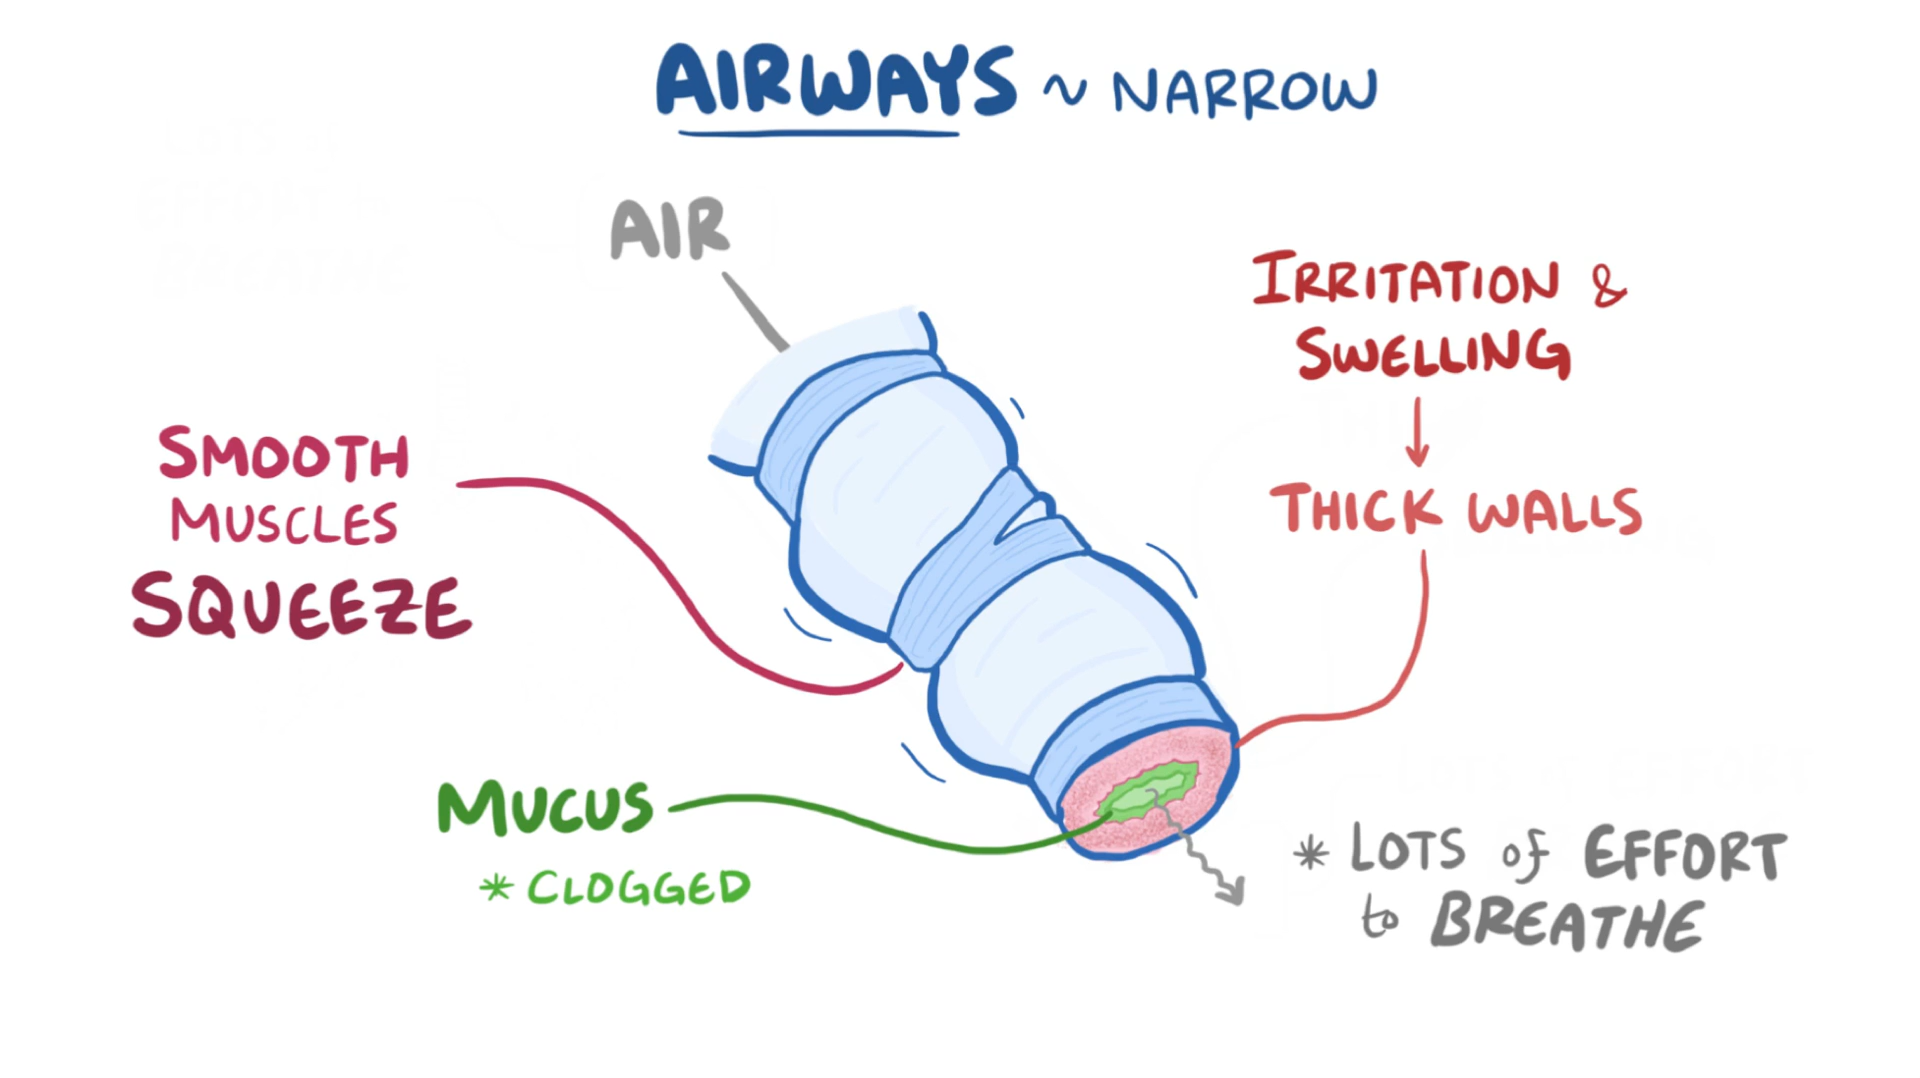 AIRWAYS ~ NARROW
AIR
IRRITATION &
SWELLING
THICK WALLS
SMOOTH
MUSCLES
SQUEEZE
MUCUS
* CLOGGED
* LOTS of EFFORT
to BREATHE